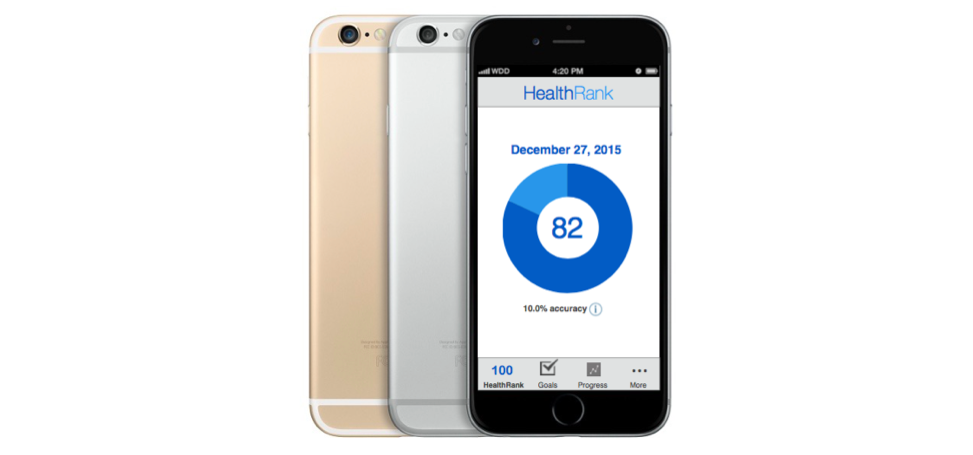 WDD 4:20 PM
HealthRank
December 27, 2015
82
10.0% accuracy i
100
HealthRank Goals Progress More